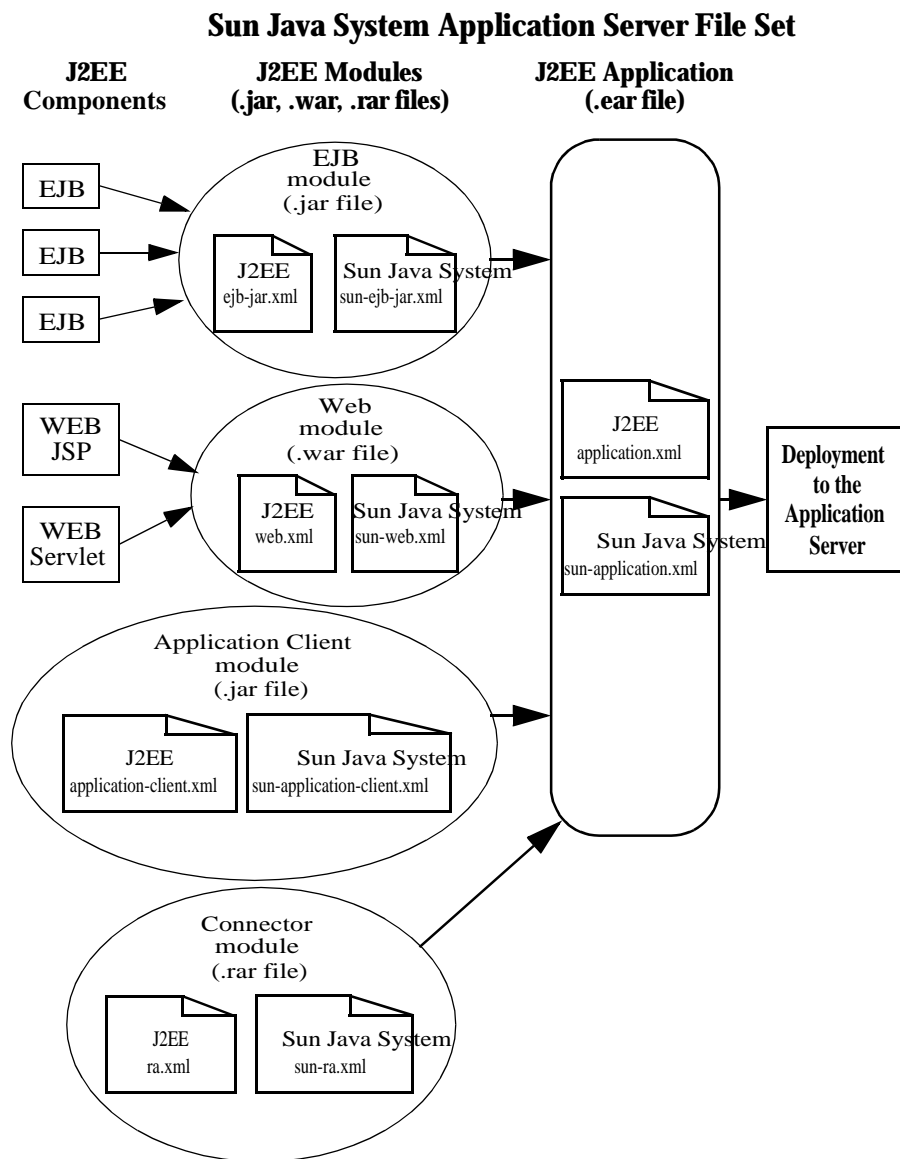 Sun Java System Application Server File Set
J2EE
Components
J2EE Modules
(.jar, .war, .rar files)
J2EE Application
(.ear file)
EJB
EJB
EJB
EJB
module
(.jar file)
J2EE
ejb-jar.xml
Sun Java System
sun-ejb-jar.xml
WEB
JSP
WEB
Servlet
Web
module
(.war file)
J2EE
web.xml
Sun Java System
sun-web.xml
Application Client
module
(.jar file)
J2EE
application-client.xml
Sun Java System
sun-application-client.xml
Connector
module
(.rar file)
J2EE
ra.xml
Sun Java System
sun-ra.xml
J2EE
application.xml
Sun Java System
sun-application.xml
Deployment
to the
Application
Server